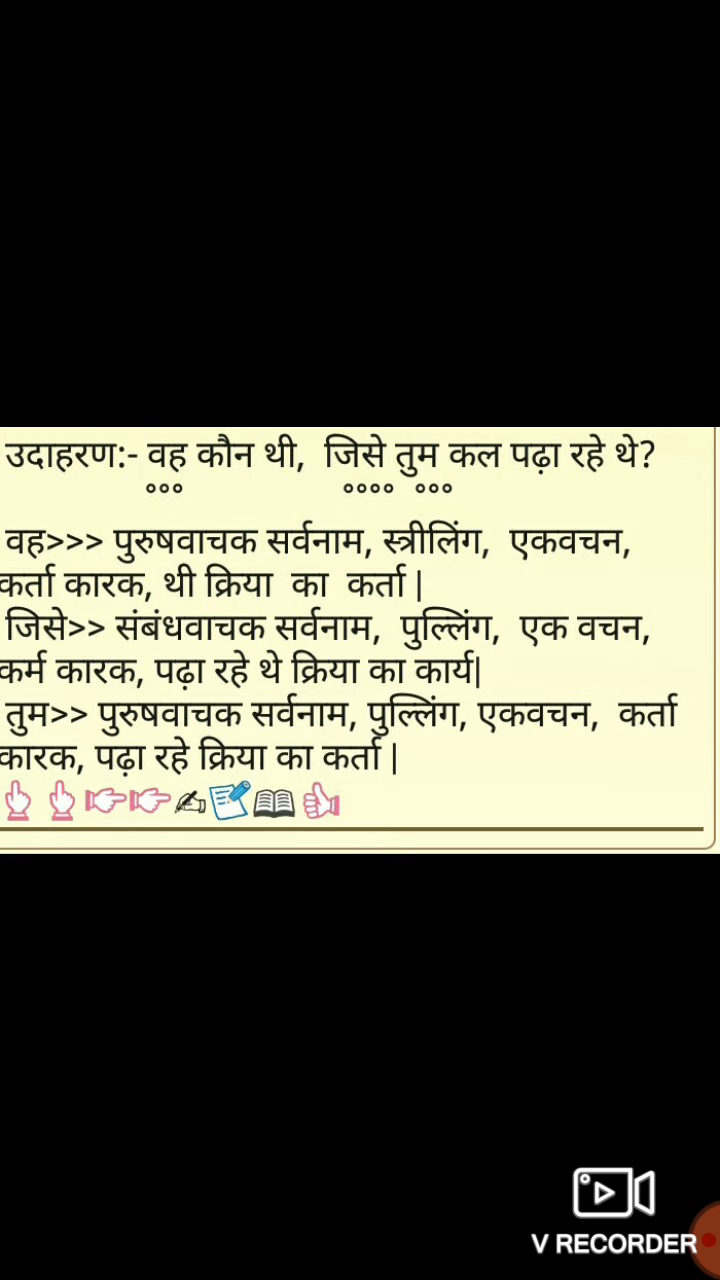 उदाहरण:- वह कौन थी, जिसे तुम कल पढ़ा रहे थे?
वह>>> पुरुषवाचक सर्वनाम, स्त्रीलिंग, एकवचन,
कर्ता कारक, थी क्रिया का कर्ता |
जिसे>> संबंधवाचक सर्वनाम, पुल्लिंग, एक वचन,
कर्म कारक, पढ़ा रहे थे क्रिया का कार्य|
तुम>> पुरुषवाचक सर्वनाम, पुल्लिंग, एकवचन, कर्ता
कारक, पढ़ा रहे क्रिया का कर्ता |
V RECORDER